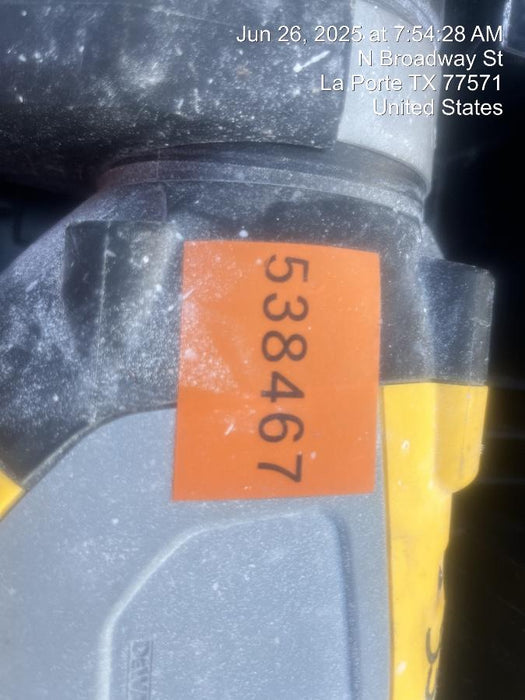 Jun 26, 2025 at 7:54:28 AM
N Broadway St
La Porte TX 77571
United States
538467